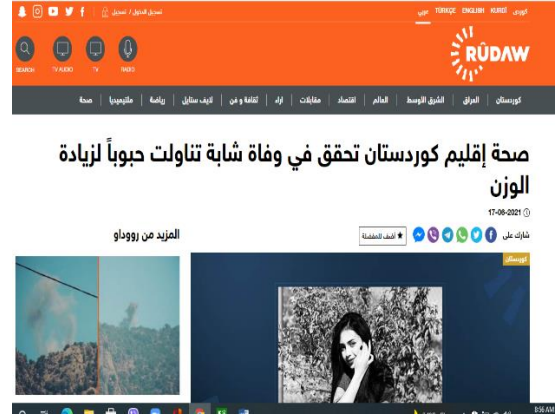 كوردی KURDÎ ENGLISH TÜRKÇE عربي
تسجيل الدخول / تسجيل
RÛDAW
SEARCH TV AUDIO TV RADIO
كوردستان | العراق | الشرق الأوسط | العالم | اقتصاد | مقابلات | آراء | ثقافة و فن | لايف ستايل | رياضة | ملتيميديا | صحة
صحة إقليم كوردستان تحقق في وفاة شابة تناولت حبوباً لزيادة
الوزن
17-06-2021
شارك على أضف للمفضلة
المزيد من رووداو
كوردستان
8:56 AM